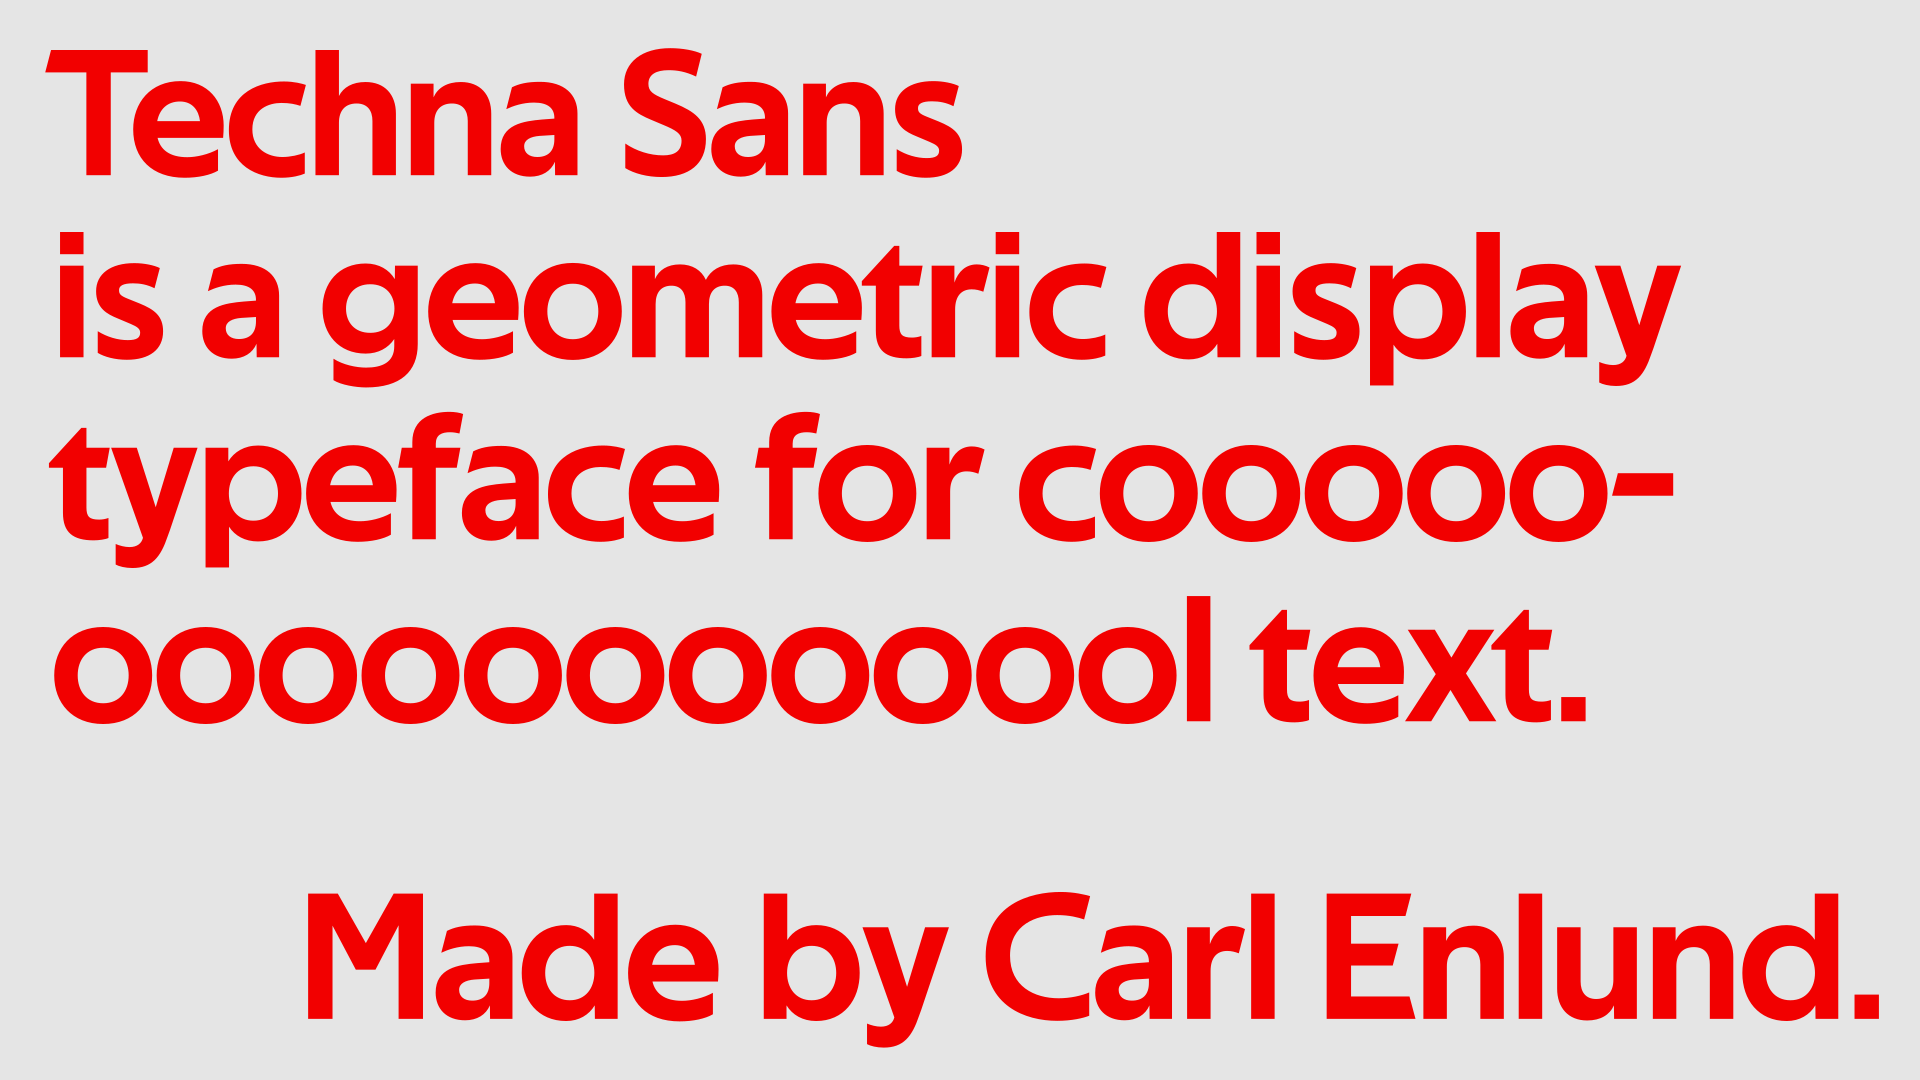 Techna Sans
is a geometric display
typeface for cooooo-
oooooooooool text.
Made by Carl Enlund.